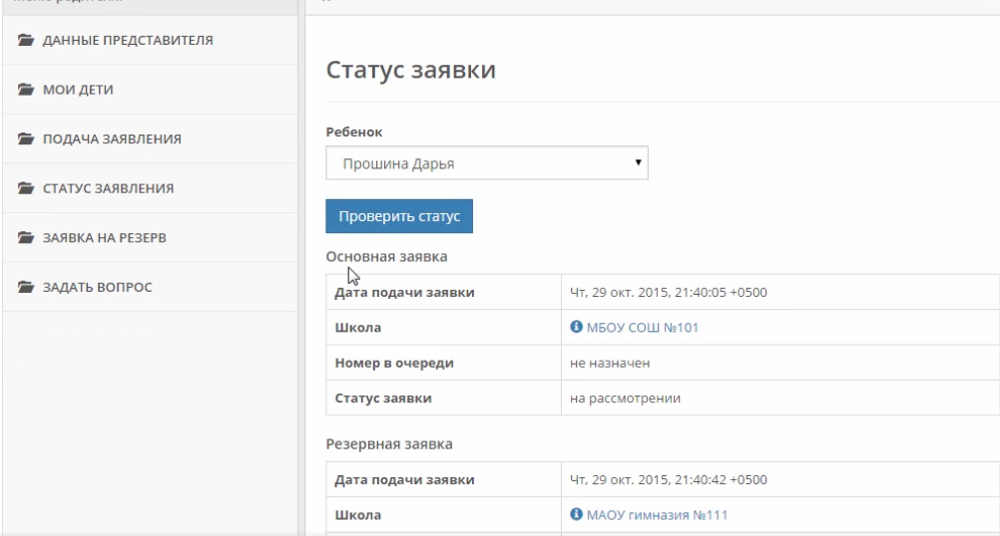 ДАННЫЕ ПРЕДСТАВИТЕЛЯ
МОИ ДЕТИ
ПОДАЧА ЗАЯВЛЕНИЯ
СТАТУС ЗАЯВЛЕНИЯ
ЗАЯВКА НА РЕЗЕРВ
ЗАДАТЬ ВОПРОС
Статус заявки
Ребенок
Прошина Дарья
Проверить статус
Основная заявка
Дата подачи заявки Чт, 29 окт. 2015, 21:40:05 +0500
Школа МБОУ СОШ №101
Номер в очереди не назначен
Статус заявки на рассмотрении
Резервная заявка
Дата подачи заявки Чт, 29 окт. 2015, 21:40:42 +0500
Школа МАОУ гимназия №111